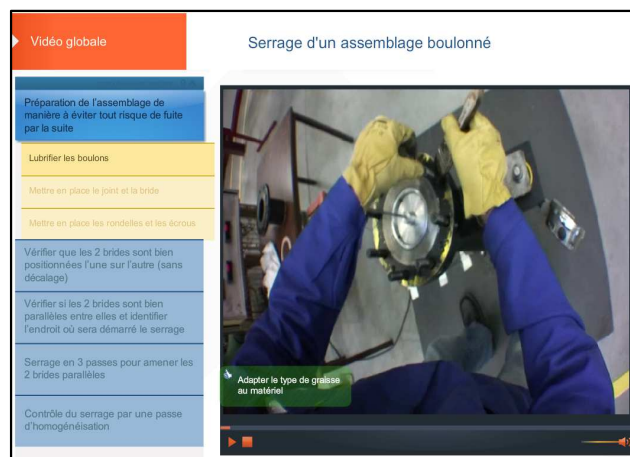 Vidéo globale
Serrage d'un assemblage boulonné
Préparation de l'assemblage de
manière à éviter tout risque de fuite
par la suite
Lubrifier les boulons
Mettre en place le joint et la bride
Mettre en place les rondelles et les écrous
Vérifier que les 2 brides sont bien
positionnées l'une sur l'autre (sans
décalage)
Vérifier si les 2 brides sont bien
parallèles entre elles et identifier
l'endroit où sera démarré le serrage
Serrage en 3 passes pour amener les
2 brides parallèles
Contrôle du serrage par une passe
d'homogénéisation
Adapter le type de graisse
au matériel